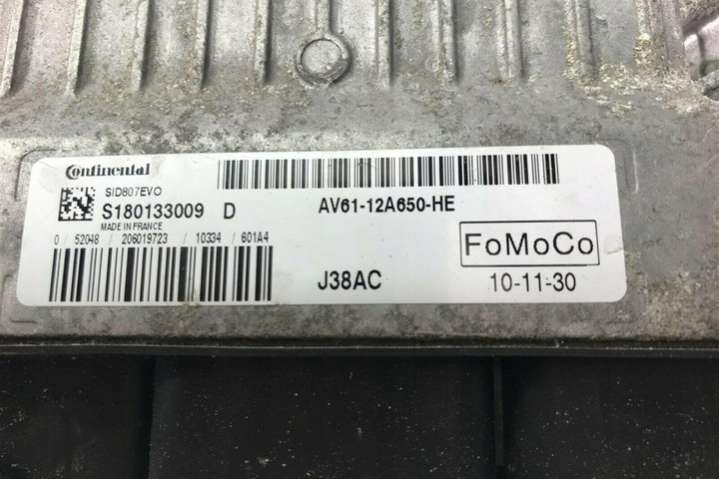 Continental
SID807EVO
S180133009 D
MADE IN FRANCE
0 / 52048 / 206019723 / 10334 / 601A4
AV61-12A650-HE
FoMoCo
J38AC
10-11-30